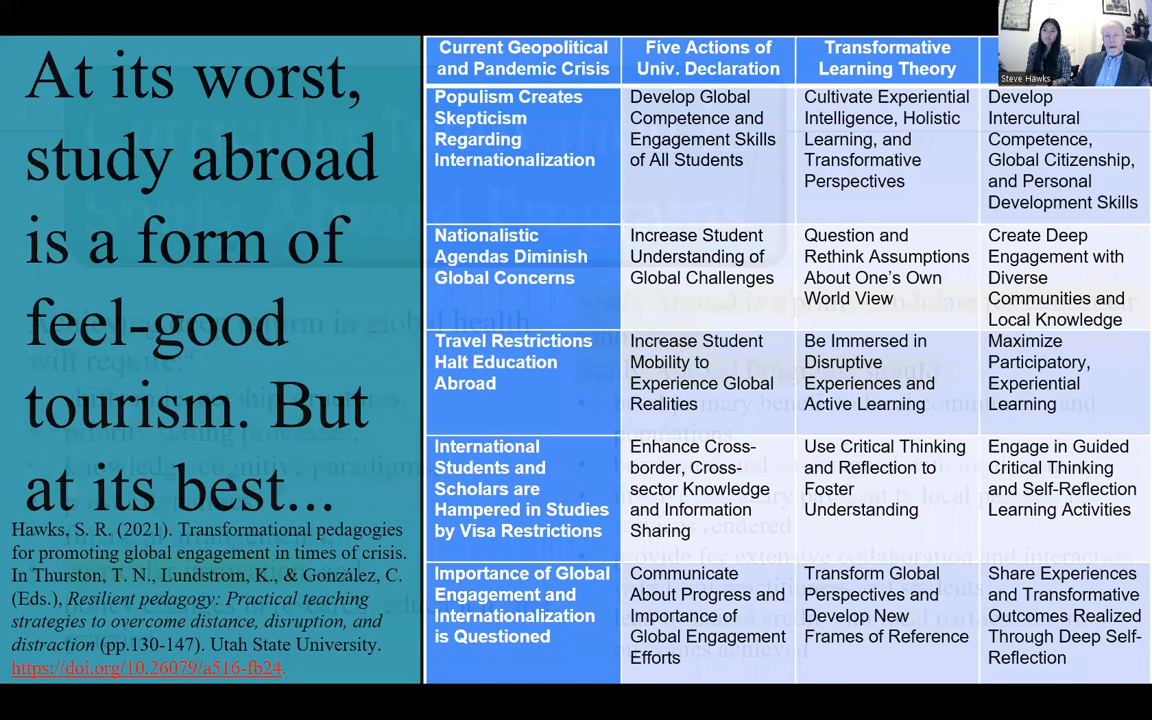 At its worst,
study abroad
is a form of
feel-good
tourism. But
at its best...
Hawks, S. R. (2021). Transformational pedagogies
for promoting global engagement in times of crisis.
In Thurston, T. N., Lundstrom, K., & González, C.
(Eds.), Resilient pedagogy: Practical teaching
strategies to overcome distance, disruption, and
distraction (pp.130-147). Utah State University.
https://doi.org/10.26079/a516-fb24.
Current Geopolitical
and Pandemic Crisis
Five Actions of
Univ. Declaration
Transformative
Learning Theory
Steve Hawks
Populism Creates
Skepticism
Regarding
Internationalization
Develop Global
Competence and
Engagement Skills
of All Students
Cultivate Experiential
Intelligence, Holistic
Learning, and
Transformative
Perspectives
Develop
Intercultural
Competence,
Global Citizenship,
and Personal
Development Skills
Nationalistic
Agendas Diminish
Global Concerns
Increase Student
Understanding of
Global Challenges
Question and
Rethink Assumptions
About One's Own
World View
Create Deep
Engagement with
Diverse
Communities and
Local Knowledge
Travel Restrictions
Halt Education
Abroad
Increase Student
Mobility to
Experience Global
Realities
Be Immersed in
Disruptive
Experiences and
Active Learning
Maximize
Participatory,
Experiential
Learning
International
Students and
Scholars are
Hampered in Studies
by Visa Restrictions
Enhance Cross-
border, Cross-
sector Knowledge
and Information
Sharing
Use Critical Thinking
and Reflection to
Foster
Understanding
Engage in Guided
Critical Thinking
and Self-Reflection
Learning Activities
Importance of Global
Engagement and
Internationalization
is Questioned
Communicate
About Progress and
Importance of
Global Engagement
Efforts
Transform Global
Perspectives and
Develop New
Frames of Reference
Share Experiences
and Transformative
Outcomes Realized
Through Deep Self-
Reflection